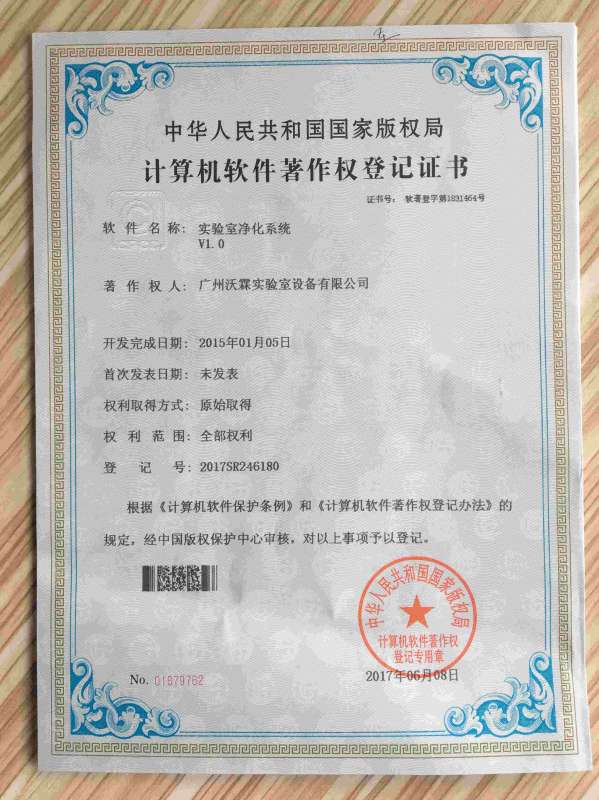 中华人民共和国国家版权局
计算机软件著作权登记证书
证书号： 软著登字第1831464号
软件名称： 实验室净化系统
V1.0
著作权人： 广州沃霖实验室设备有限公司
开发完成日期： 2015年01月05日
首次发表日期： 未发表
权利取得方式： 原始取得
权利范围： 全部权利
登记号： 2017SR246180
根据《计算机软件保护条例》和《计算机软件著作权登记办法》的
规定，经中国版权保护中心审核，对以上事项予以登记。
中华人民共和国国家版权局
计算机软件著作权
登记专用章
No. 01679762
2017年06月08日